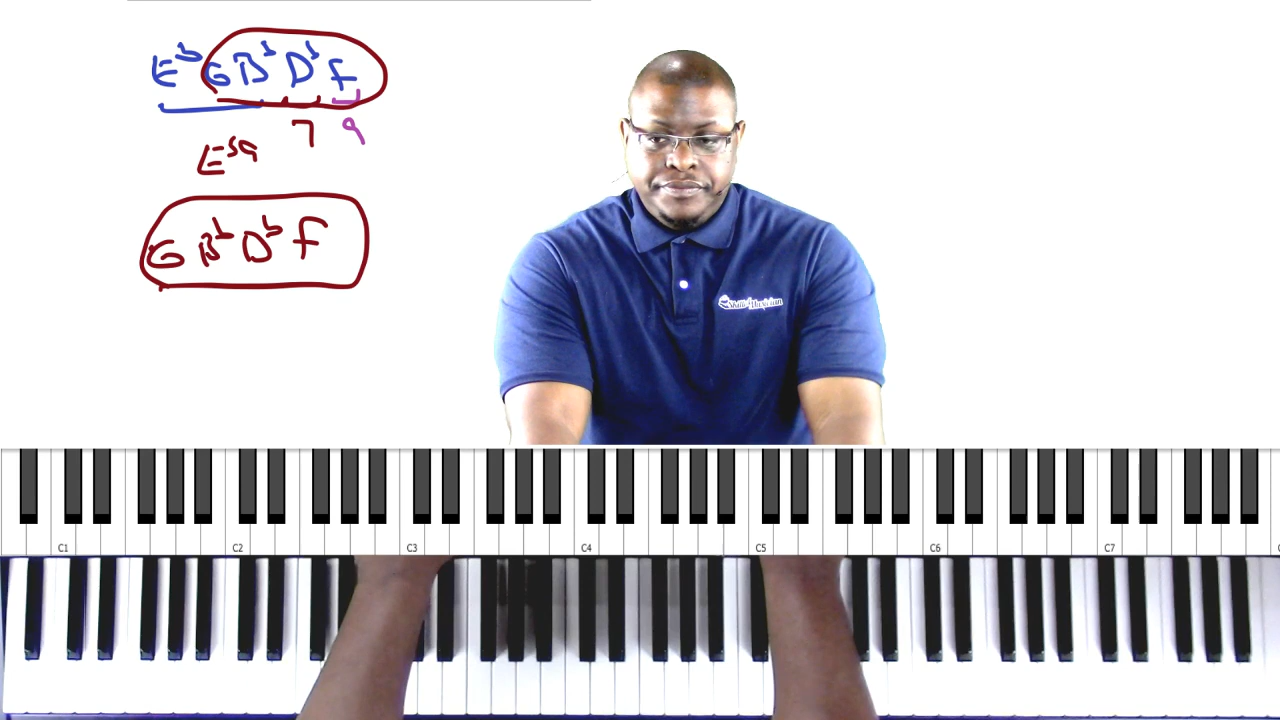 E♭ G B♭ D♭ F
7 9
E♭9
G B♭ D♭ F
C1 C2 C3 C4 C5 C6 C7